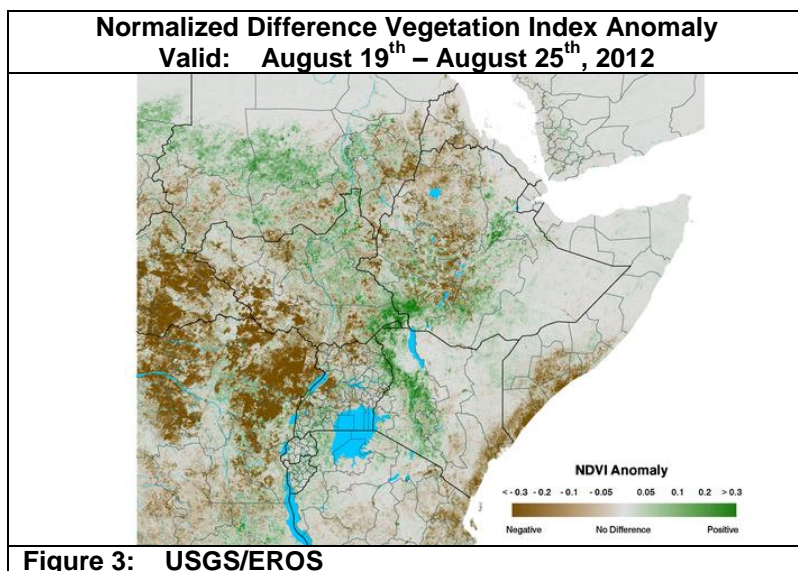 Normalized Difference Vegetation Index Anomaly
Valid: August 19th – August 25th, 2012
NDVI Anomaly
< - 0.3 - 0.2 - 0.1 - 0.05 0.05 0.1 0.2 > 0.3
Negative No Difference Positive
Figure 3: USGS/EROS